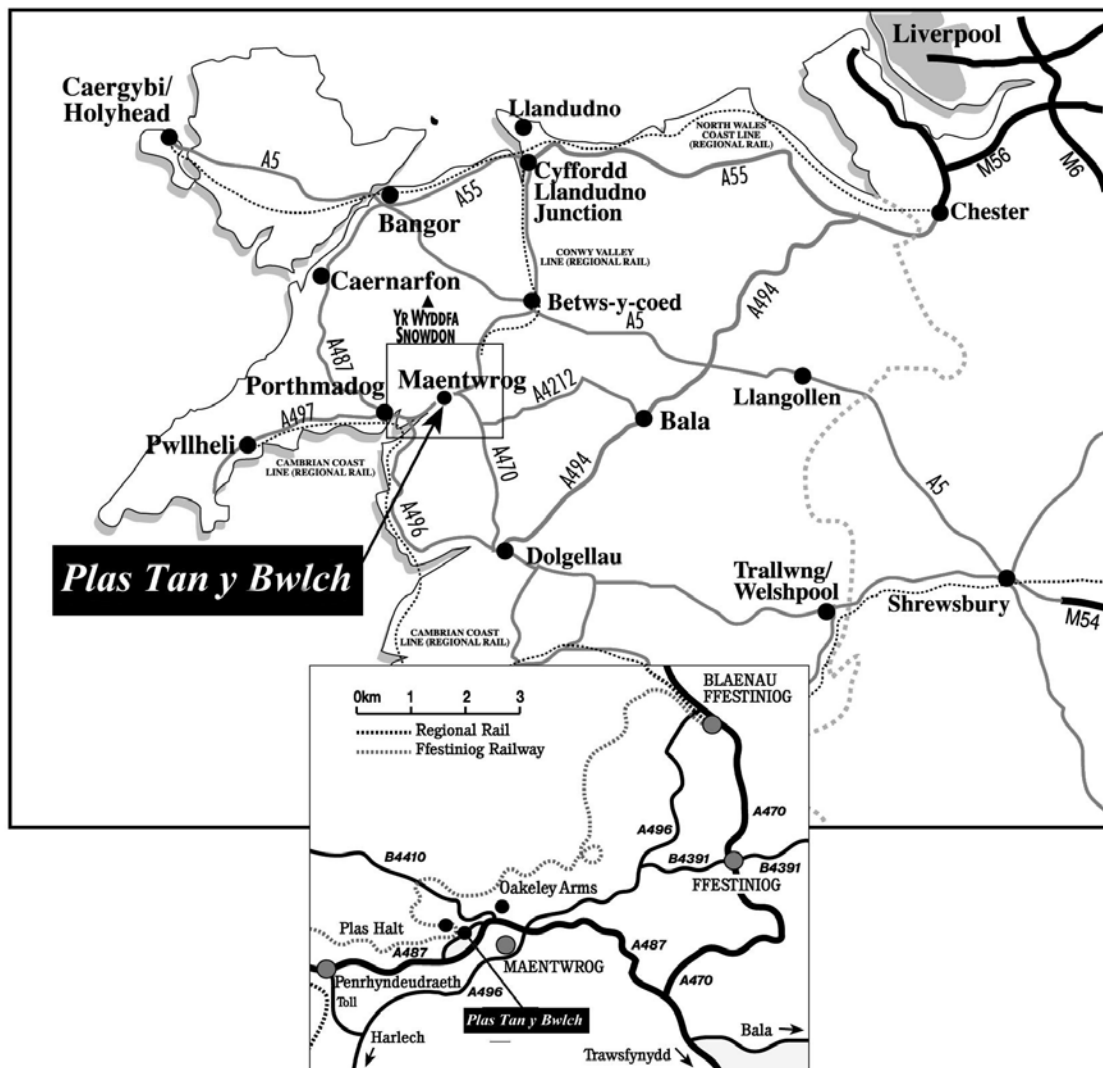 Liverpool
Caergybi/
Holyhead
Llandudno
NORTH WALES
COAST LINE
(REGIONAL RAIL)
A5
A55
Cyffordd
Llandudno
Junction
A55
M56
M6
Bangor
Chester
CONWY VALLEY
LINE (REGIONAL RAIL)
Caernarfon
YR WYDDFA
SNOWDON
Betws-y-coed
A5
A494
A487
Porthmadog
Maentwrog
A4212
Llangollen
A497
Bala
Pwllheli
CAMBRIAN COAST
LINE (REGIONAL RAIL)
A470
A494
A5
A496
Plas Tan y Bwlch
Dolgellau
Trallwng/
Welshpool
Shrewsbury
M54
CAMBRIAN COAST
LINE (REGIONAL RAIL)
0km 1 2 3
Regional Rail
Ffestiniog Railway
BLAENAU
FFESTINIOG
A470
A496
B4410
B4391
B4391
FFESTINIOG
Oakeley Arms
Plas Halt
A487
MAENTWROG
A487
A470
Penrhyndeudraeth
Toll
A496
Plas Tan y Bwlch
Harlech
Bala
Trawsfynydd